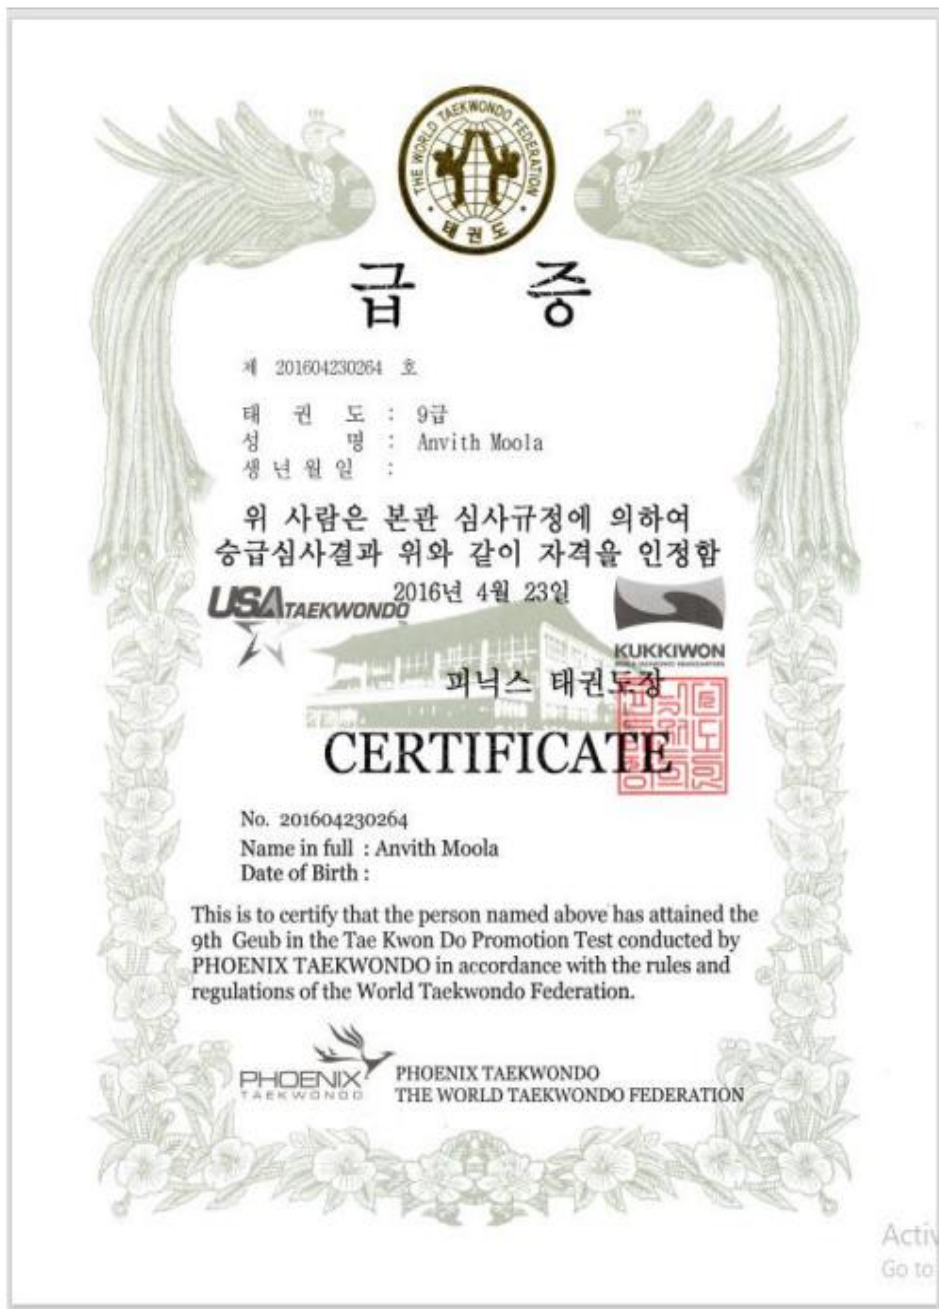 THE WORLD TAEKWONDO FEDERATION
태권도
급 증
제 201604230264 호
태 권 도 : 9급
성 명 : Anvith Moola
생 년 월 일 :
위 사람은 본관 심사규정에 의하여
승급심사결과 위와 같이 자격을 인정함
2016년 4월 23일
USA TAEKWONDO
KUKKIWON
피닉스 태권도장
CERTIFICATE
No. 201604230264
Name in full : Anvith Moola
Date of Birth :
This is to certify that the person named above has attained the
9th Geub in the Tae Kwon Do Promotion Test conducted by
PHOENIX TAEKWONDO in accordance with the rules and
regulations of the World Taekwondo Federation.
PHOENIX
TAEKWONDO
PHOENIX TAEKWONDO
THE WORLD TAEKWONDO FEDERATION
Go to